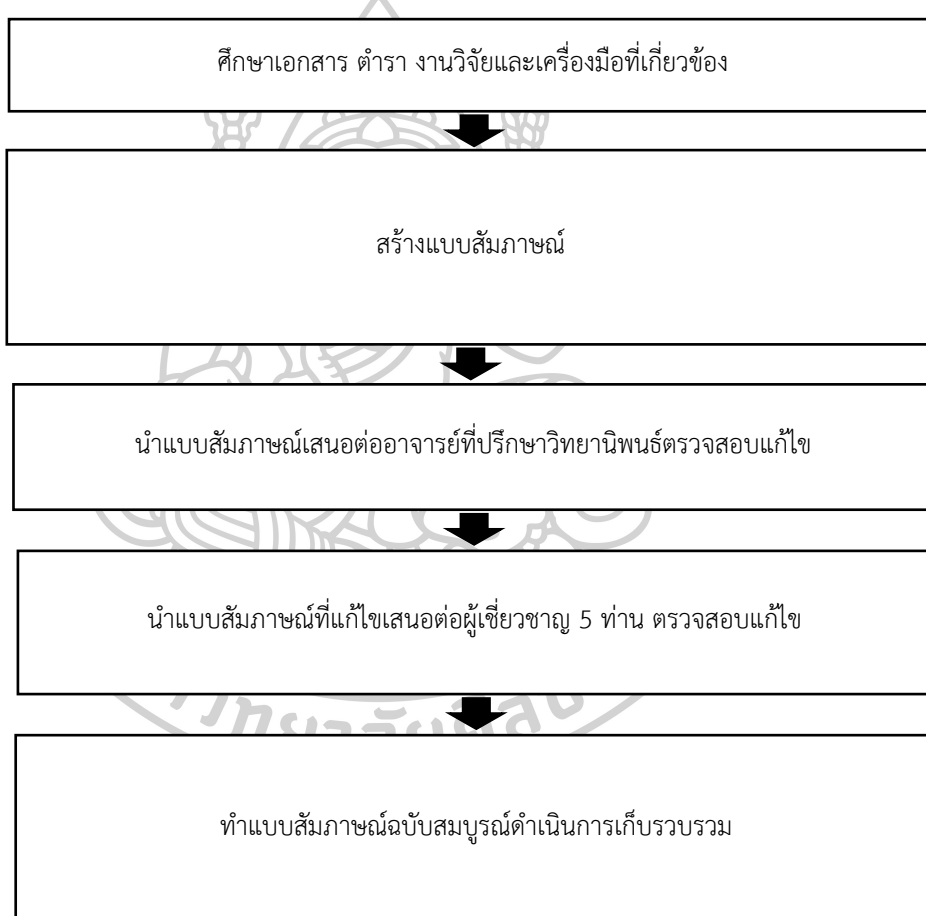 ศึกษาเอกสาร ตำรา งานวิจัยและเครื่องมือที่เกี่ยวข้อง
สร้างแบบสัมภาษณ์
นำแบบสัมภาษณ์เสนอต่ออาจารย์ที่ปรึกษาวิทยานิพนธ์ตรวจสอบแก้ไข
นำแบบสัมภาษณ์ที่แก้ไขเสนอต่อผู้เชี่ยวชาญ 5 ท่าน ตรวจสอบแก้ไข
ทำแบบสัมภาษณ์ฉบับสมบูรณ์ดำเนินการเก็บรวบรวม